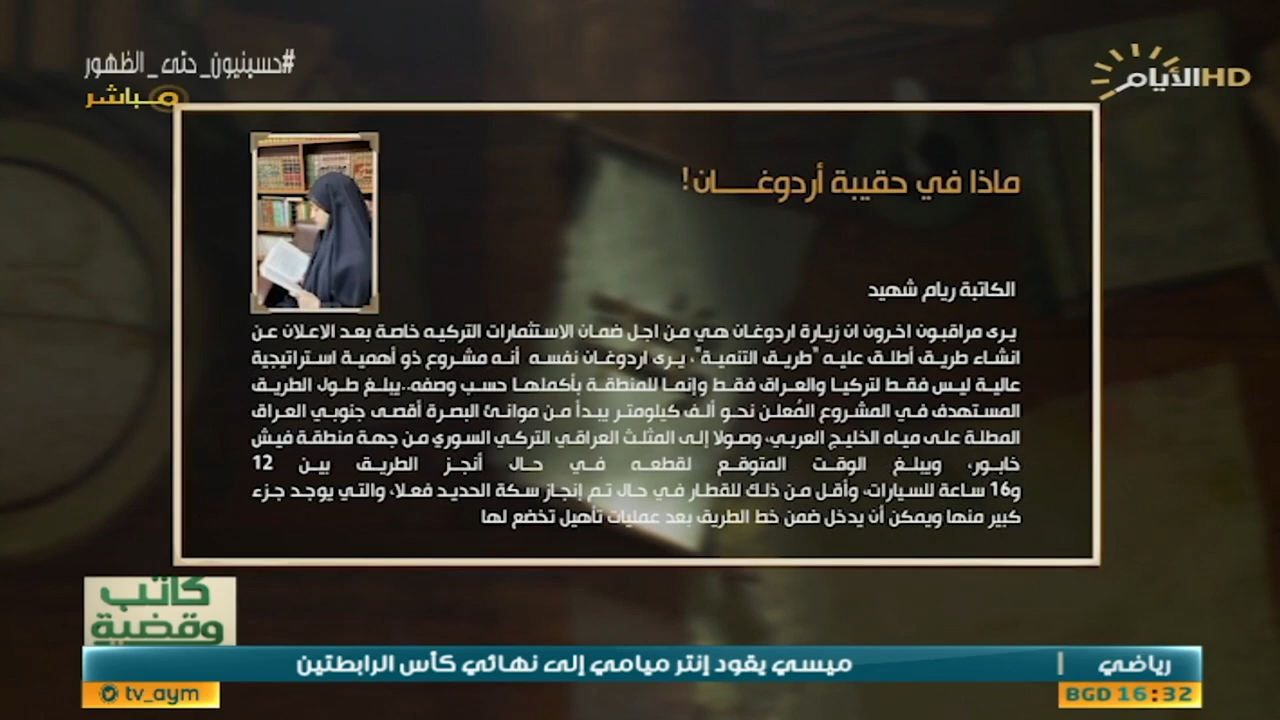 #حسينيون_حتى_الظهور
مباشر
الأيام HD
ماذا في حقيبة أردوغـــان!
الكاتبة ريام شهيد
يرى مراقبون اخرون ان زيارة اردوغان هي من اجل ضمان الاستثمارات التركيه خاصة بعد الاعلان عن
انشاء طريق أطلق عليه "طريق التنمية"، يرى اردوغان نفسه أنه مشروع ذو أهمية استراتيجية
عالية ليس فقط لتركيا والعراق فقط وإنما للمنطقة بأكملها حسب وصفه..يبلغ طول الطريق
المستهدف في المشروع المُعلن نحو ألف كيلومتر يبدأ من موانئ البصرة أقصى جنوبي العراق
المطلة على مياه الخليج العربي، وصولا إلى المثلث العراقي التركي السوري من جهة منطقة فيش
خابور، ويبلغ الوقت المتوقع لقطعه في حال أنجز الطريق بين 12
و16 ساعة للسيارات، وأقل من ذلك للقطار في حال تم إنجاز سكة الحديد فعلا، والتي يوجد جزء
كبير منها ويمكن أن يدخل ضمن خط الطريق بعد عمليات تأهيل تخضع لها
كاتب
وقضية
رياضي | ميسي يقود إنتر ميامي إلى نهائي كأس الرابطتين
tv_aym
BGD 16:32